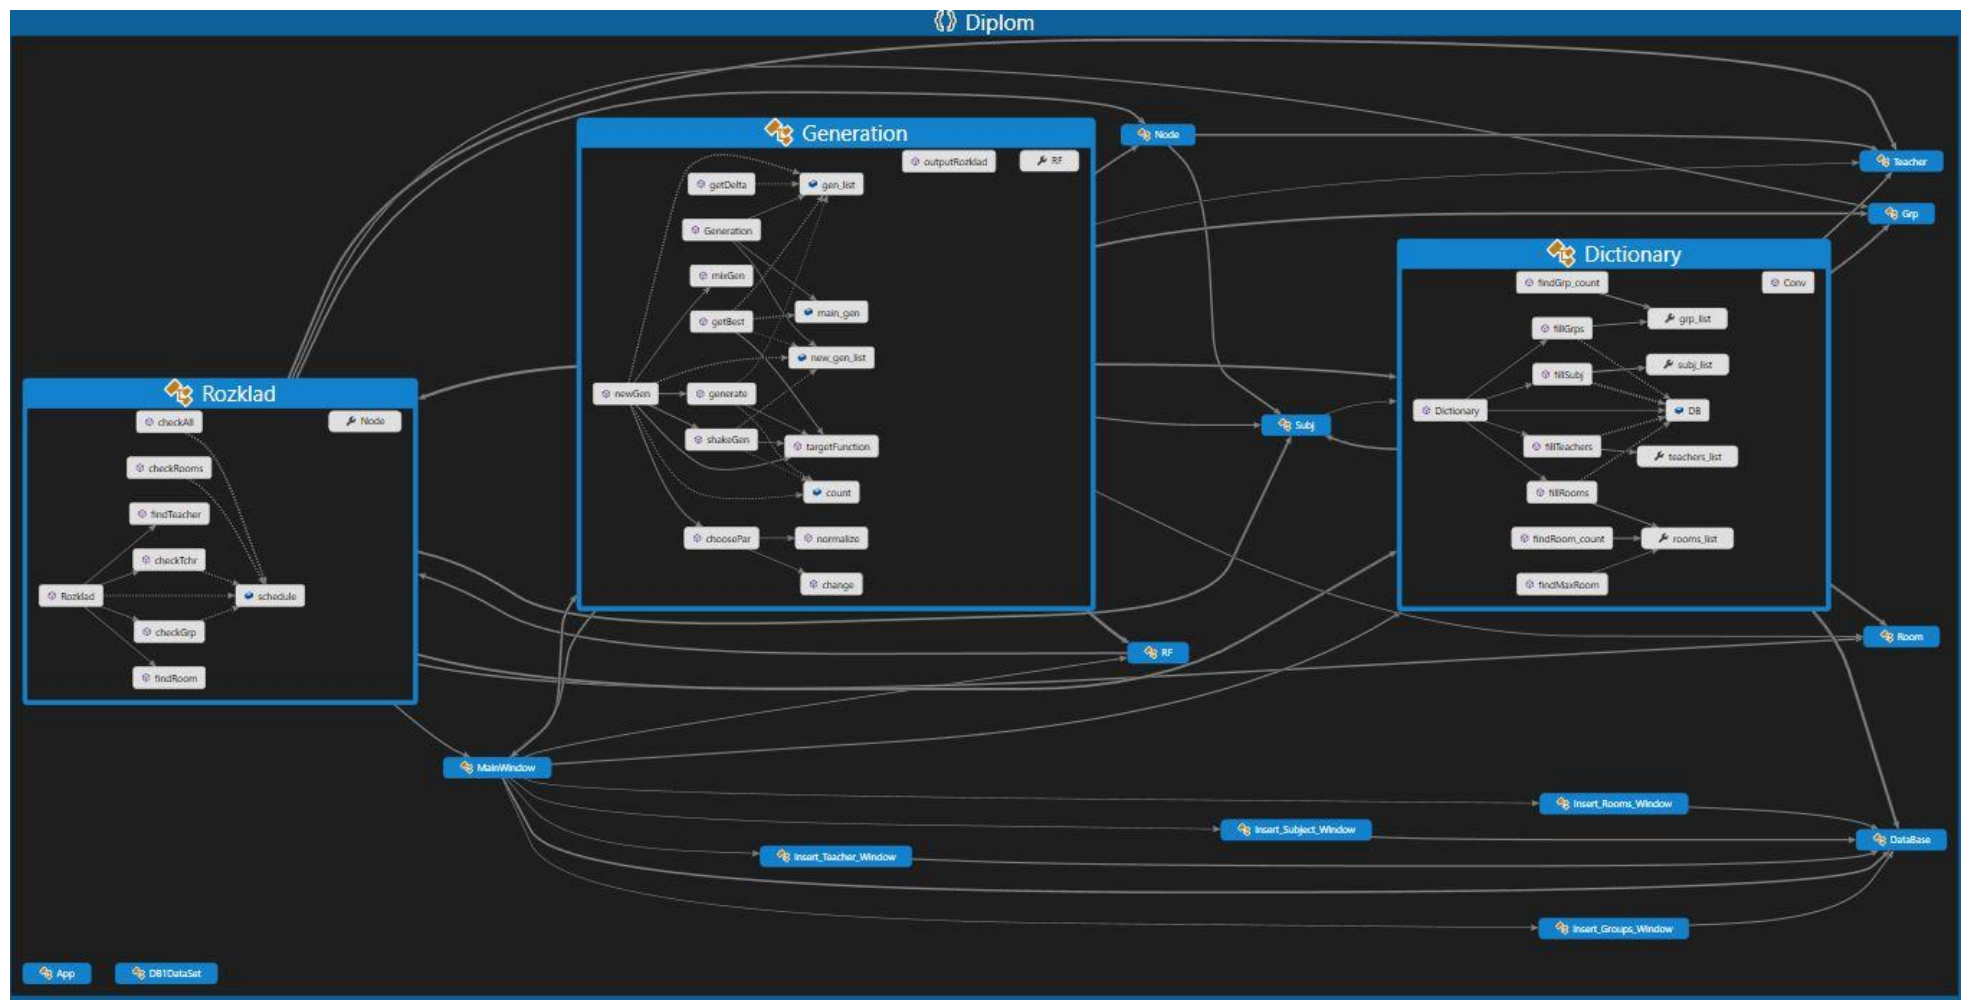 Diplom
Node
Teacher
Grp
Generation
outputRozklad
RF
getDelta
gen_list
Generation
mixGen
getBest
main_gen
new_gen_list
newGen
generate
shakeGen
targetFunction
count
choosePar
normalize
change
Dictionary
findGrp_count
Conv
fillGrps
grp_list
fillSubj
subj_list
Dictionary
DB
fillTeachers
teachers_list
fillRooms
findRoom_count
rooms_list
findMaxRoom
Rozklad
checkAll
Node
checkRooms
findTeacher
checkTchr
Rozklad
schedule
checkGrp
findRoom
Subj
RF
Room
MainWindow
Insert_Rooms_Window
Insert_Subject_Window
DataBase
Insert_Teacher_Window
Insert_Groups_Window
App
DB1DataSet